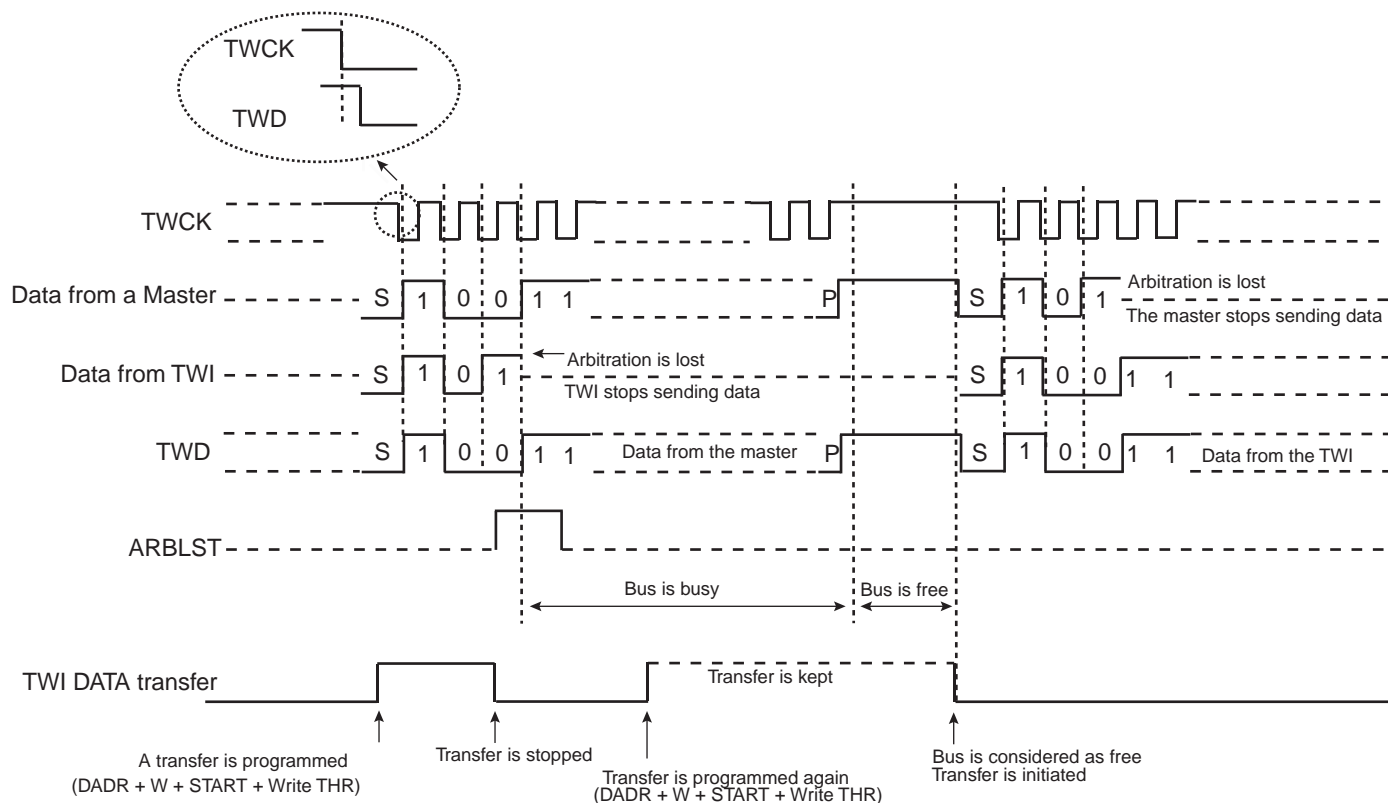 TWCK
TWD
TWCK
Data from a Master S 1 0 0 1 1 P S 1 0 1 Arbitration is lost
The master stops sending data
Data from TWI S 1 0 1 Arbitration is lost S 1 0 0 1 1
TWI stops sending data
TWD S 1 0 0 1 1 Data from the master P S 1 0 0 1 1 Data from the TWI
ARBLST
Bus is busy Bus is free
TWI DATA transfer Transfer is kept
A transfer is programmed
(DADR + W + START + Write THR)
Transfer is stopped
Transfer is programmed again
(DADR + W + START + Write THR)
Bus is considered as free
Transfer is initiated